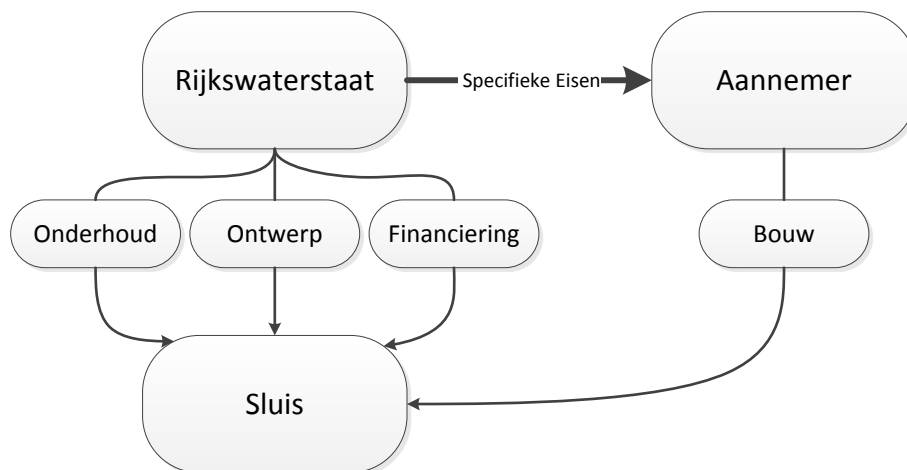 Rijkswaterstaat
Specifieke Eisen
Aannemer
Onderhoud
Ontwerp
Financiering
Bouw
Sluis